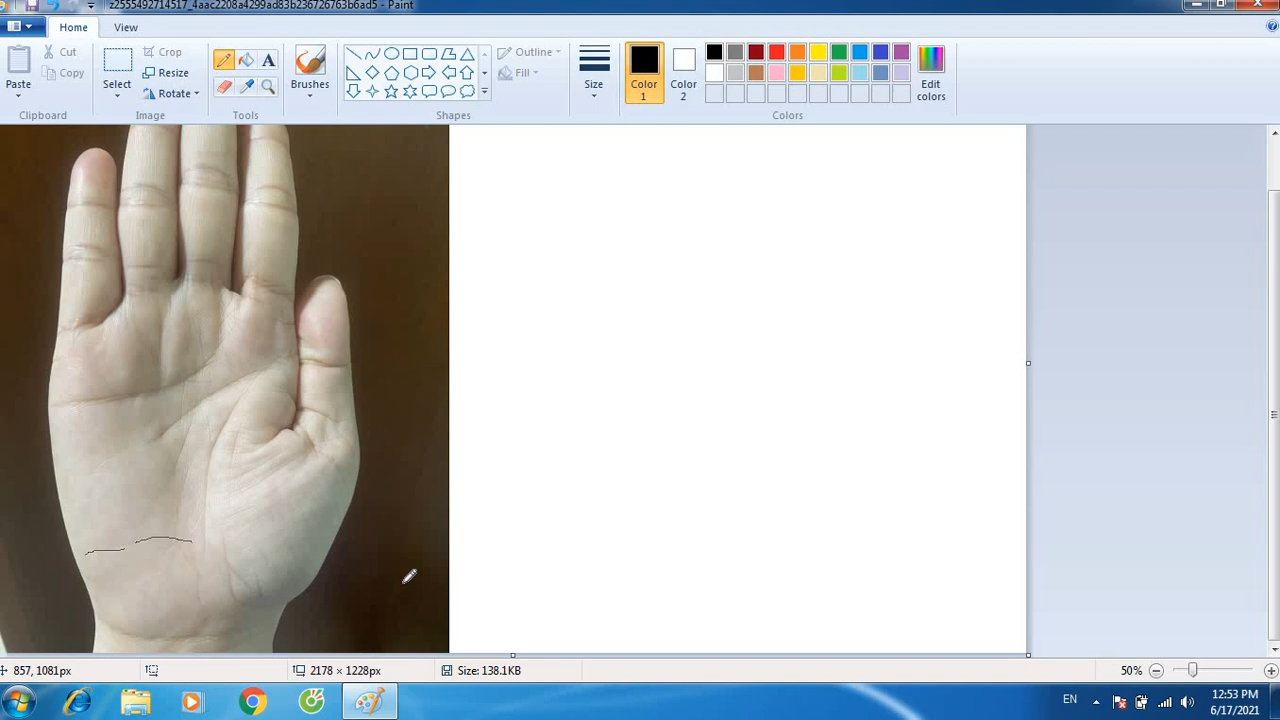 z2555492714517_4aac2208a4299ad83b236726763b6ad5 - Paint
Home
View
Paste
Cut
Copy
Clipboard
Select
Crop
Resize
Rotate
Image
A
Tools
Brushes
Outline
Fill
Shapes
Size
Color
1
Color
2
Edit
colors
Colors
857, 1081px
2178 × 1228px
Size: 138.1KB
50%
EN
12:53 PM
6/17/2021